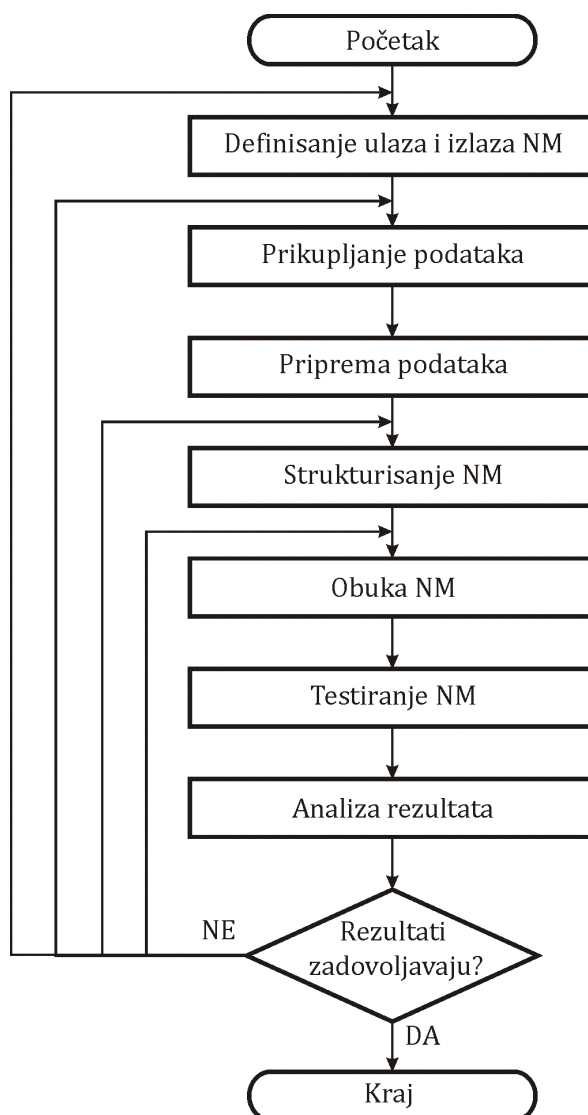 Početak
Definisanje ulaza i izlaza NM
Prikupljanje podataka
Priprema podataka
Strukturisanje NM
Obuka NM
Testiranje NM
Analiza rezultata
NE
Rezultati
zadovoljavaju?
DA
Kraj